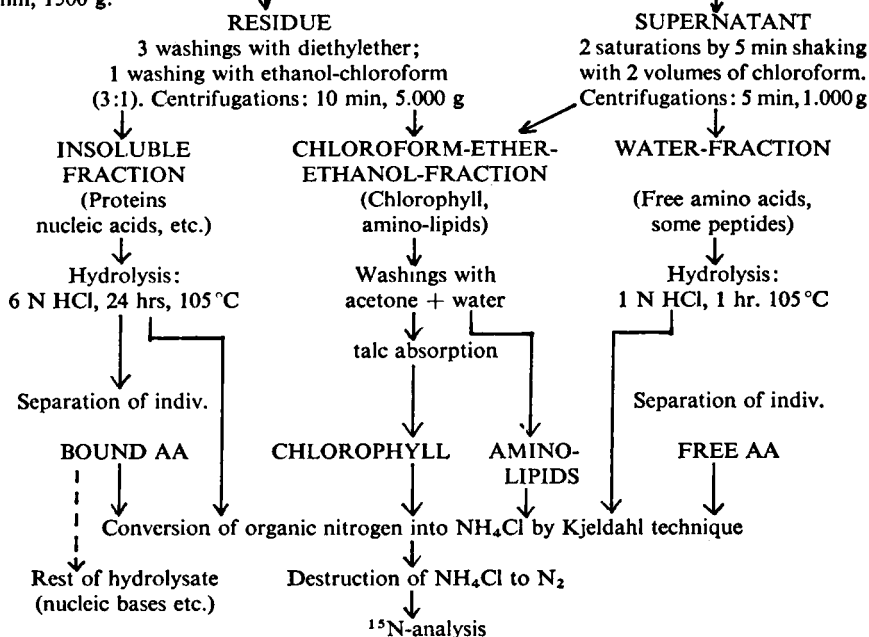 min, 1500 g.
RESIDUE
3 washings with diethylether;
1 washing with ethanol-chloroform
(3:1). Centrifugations: 10 min, 5.000 g
SUPERNATANT
2 saturations by 5 min shaking
with 2 volumes of chloroform.
Centrifugations: 5 min, 1.000 g
INSOLUBLE
FRACTION
(Proteins
nucleic acids, etc.)
CHLOROFORM-ETHER-
ETHANOL-FRACTION
(Chlorophyll,
amino-lipids)
WATER-FRACTION
(Free amino acids,
some peptides)
Hydrolysis:
6 N HCl, 24 hrs, 105 °C
Washings with
acetone + water
Hydrolysis:
1 N HCl, 1 hr. 105 °C
talc absorption
Separation of indiv.
Separation of indiv.
BOUND AA
CHLOROPHYLL
AMINO-
LIPIDS
FREE AA
Conversion of organic nitrogen into NH₄Cl by Kjeldahl technique
Rest of hydrolysate
(nucleic bases etc.)
Destruction of NH₄Cl to N₂
¹⁵N-analysis